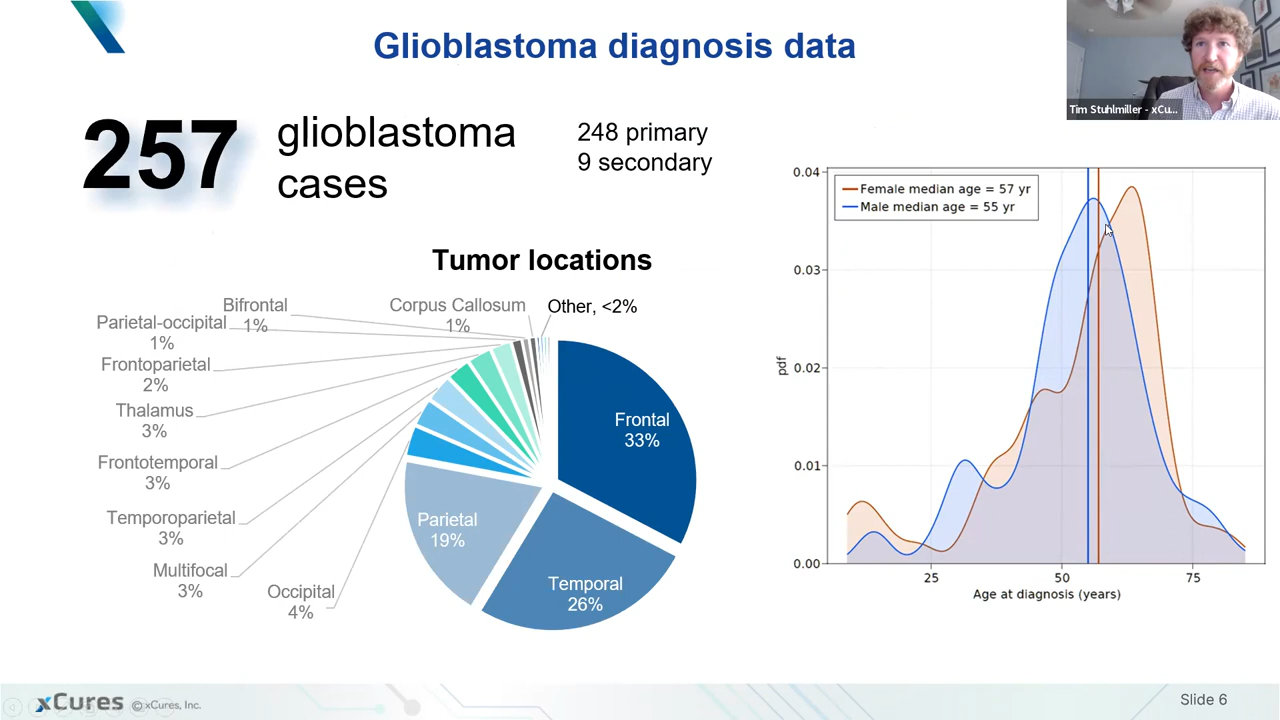 Glioblastoma diagnosis data
Tim Stuhlmiller - xCu...
257
glioblastoma
cases
248 primary
9 secondary
Tumor locations
Bifrontal
1%
Corpus Callosum
1%
Other, <2%
Parietal-occipital
1%
Frontoparietal
2%
Thalamus
3%
Frontotemporal
3%
Temporoparietal
3%
Multifocal
3%
Occipital
4%
Parietal
19%
Temporal
26%
Frontal
33%
Female median age = 57 yr
Male median age = 55 yr
0.04
0.03
0.02
0.01
0.00
pdf
25 50 75
Age at diagnosis (years)
xCures © xCures, Inc.
Slide 6